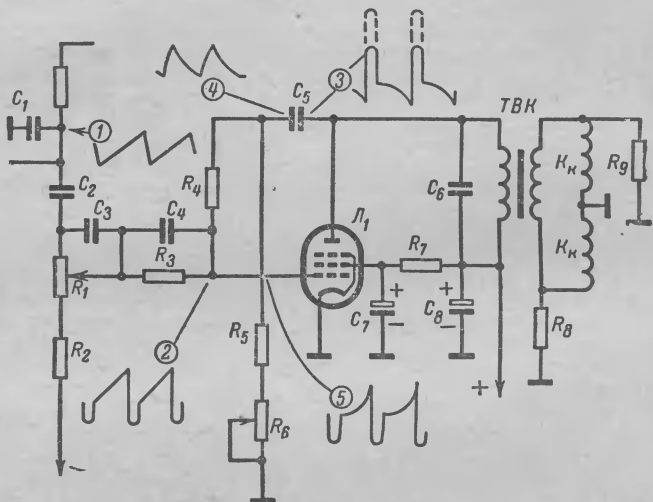 C₁
①
C₂
C₃
C₄
R₁
R₃
R₄
R₂
②
④
C₅
③
R₅
R₆
⑤
Л₁
R₇
C₆
+
C₇
−
+
C₈
−
ТВК
Кк
Кк
R₉
R₈
+
−